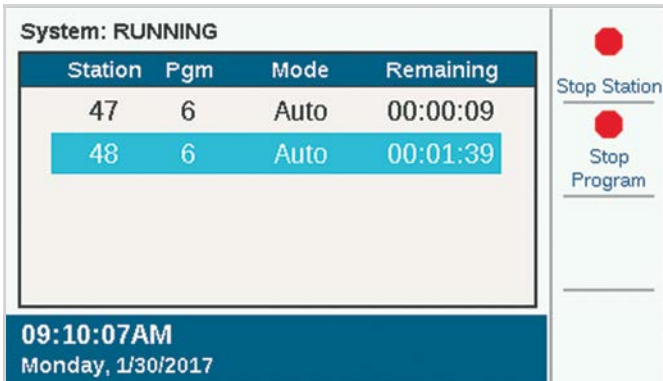 System: RUNNING
Station Pgm Mode Remaining
47 6 Auto 00:00:09
48 6 Auto 00:01:39
Stop Station
Stop
Program
09:10:07AM
Monday, 1/30/2017